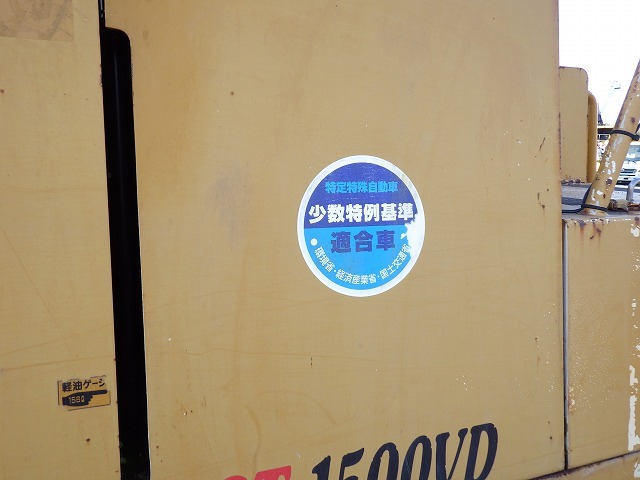 特定特殊自動車
少数特例基準
適合車
●環境省・経済産業省・国土交通省
軽油ゲージ
158ℓ
1500VD